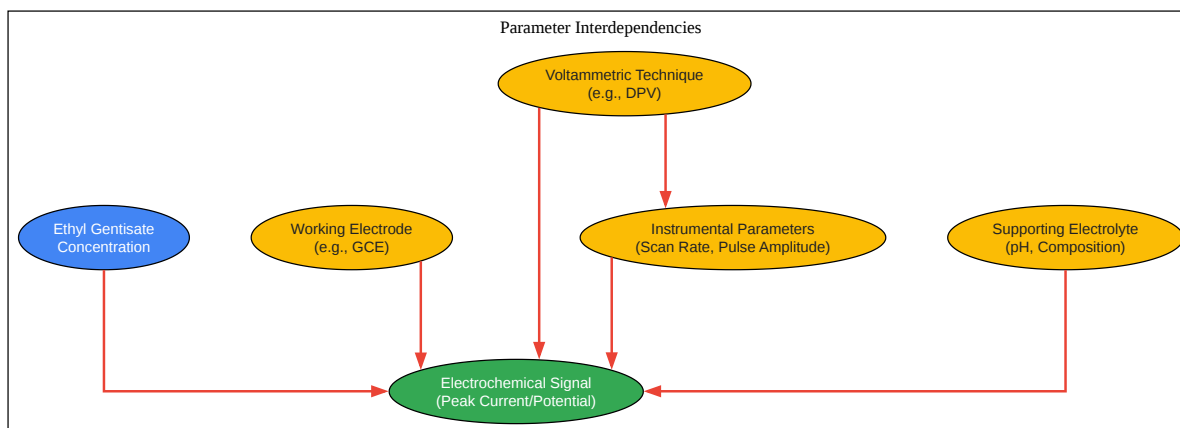 Parameter Interdependencies
Voltammetric Technique
(e.g., DPV)
Ethyl Gentisate
Concentration
Working Electrode
(e.g., GCE)
Instrumental Parameters
(Scan Rate, Pulse Amplitude)
Supporting Electrolyte
(pH, Composition)
Electrochemical Signal
(Peak Current/Potential)